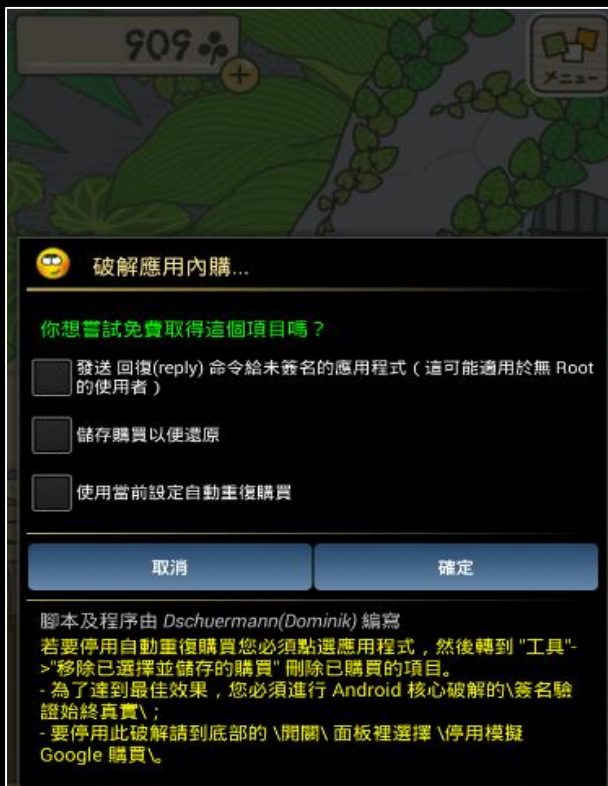 909
メニュー
破解應用內購...
你想嘗試免費取得這個項目嗎？
發送 回復(reply) 命令給未簽名的應用程式 ( 這可能適用於無 Root
的使用者 )
儲存購買以便還原
使用當前設定自動重復購買
取消 確定
腳本及程序由 Dschuermann(Dominik) 編寫
若要停用自動重復購買您必須點選應用程式，然後轉到 "工具"-
>"移除已選擇並儲存的購買" 刪除已購買的項目。
- 為了達到最佳效果，您必須進行 Android 核心破解的\簽名驗
證始終真實\；
- 要停用此破解請到底部的 \開關\ 面板裡選擇 \停用模擬
Google 購買\。